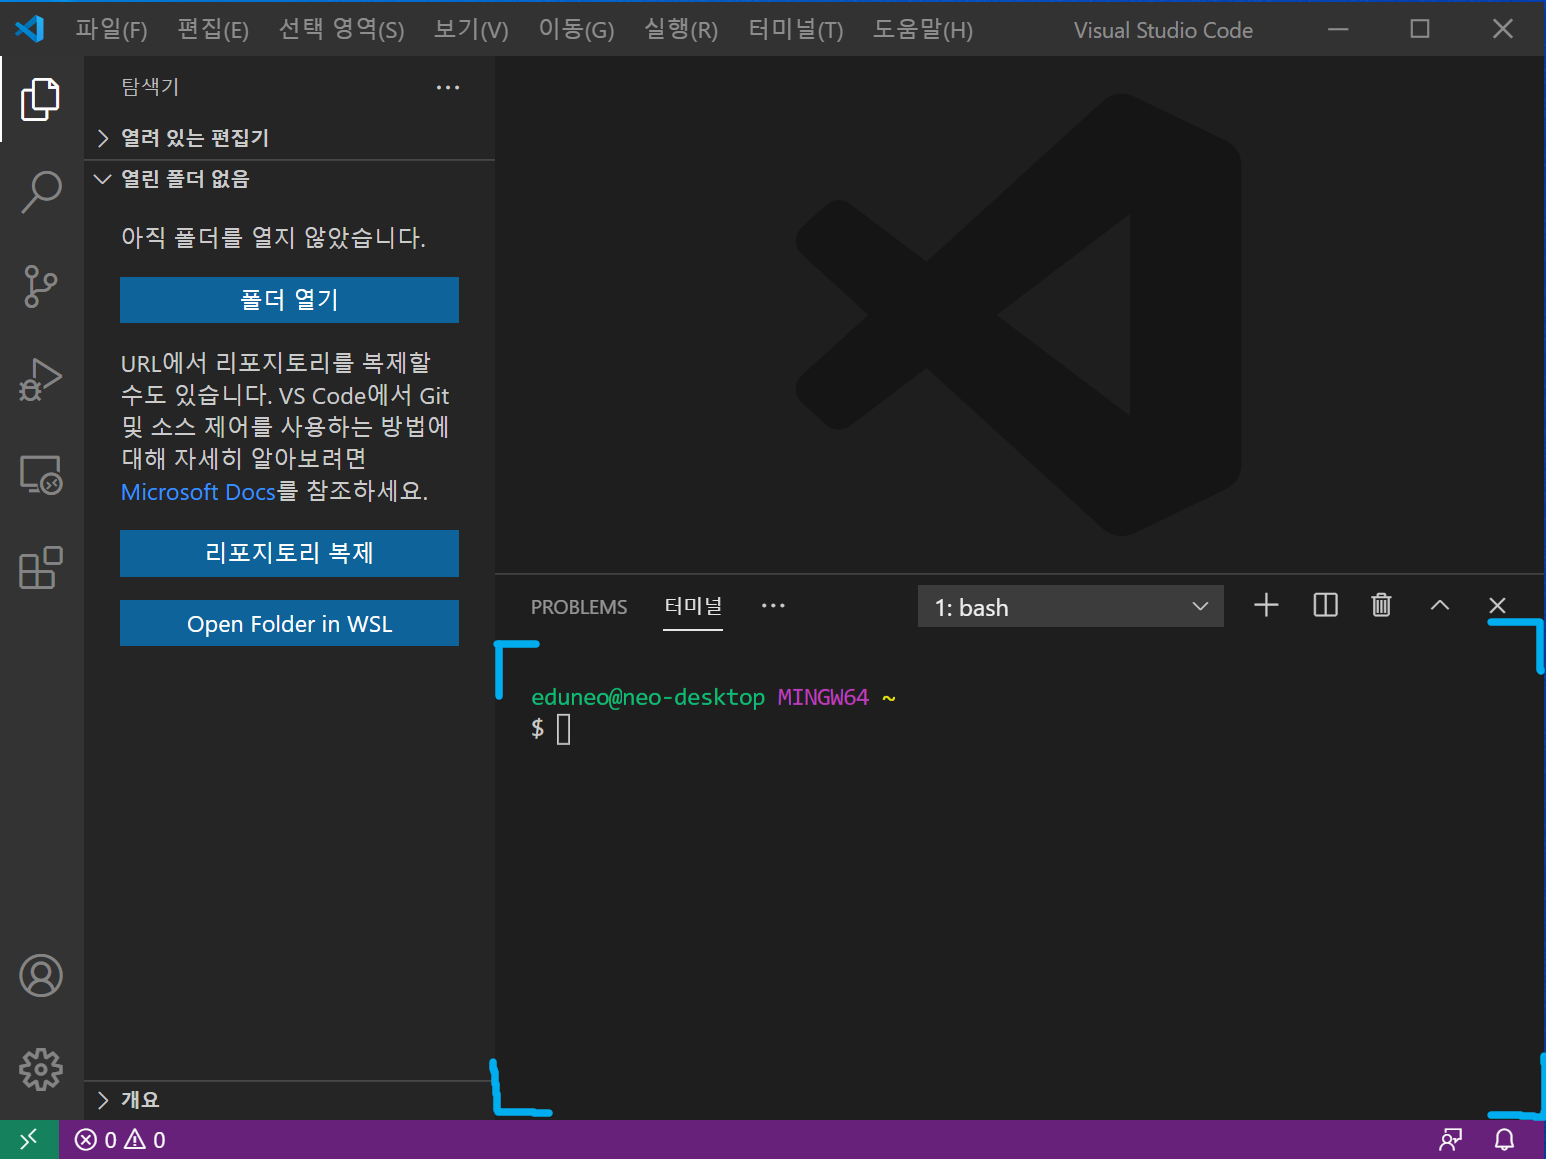 파일(F) 편집(E) 선택 영역(S) 보기(V) 이동(G) 실행(R) 터미널(T) 도움말(H) Visual Studio Code
탐색기
열려 있는 편집기
열린 폴더 없음
아직 폴더를 열지 않았습니다.
폴더 열기
URL에서 리포지토리를 복제할
수도 있습니다. VS Code에서 Git
및 소스 제어를 사용하는 방법에
대해 자세히 알아보려면
Microsoft Docs를 참조하세요.
리포지토리 복제
Open Folder in WSL
개요
PROBLEMS 터미널 ··· 1: bash
eduneo@neo-desktop MINGW64 ~
$
0 0